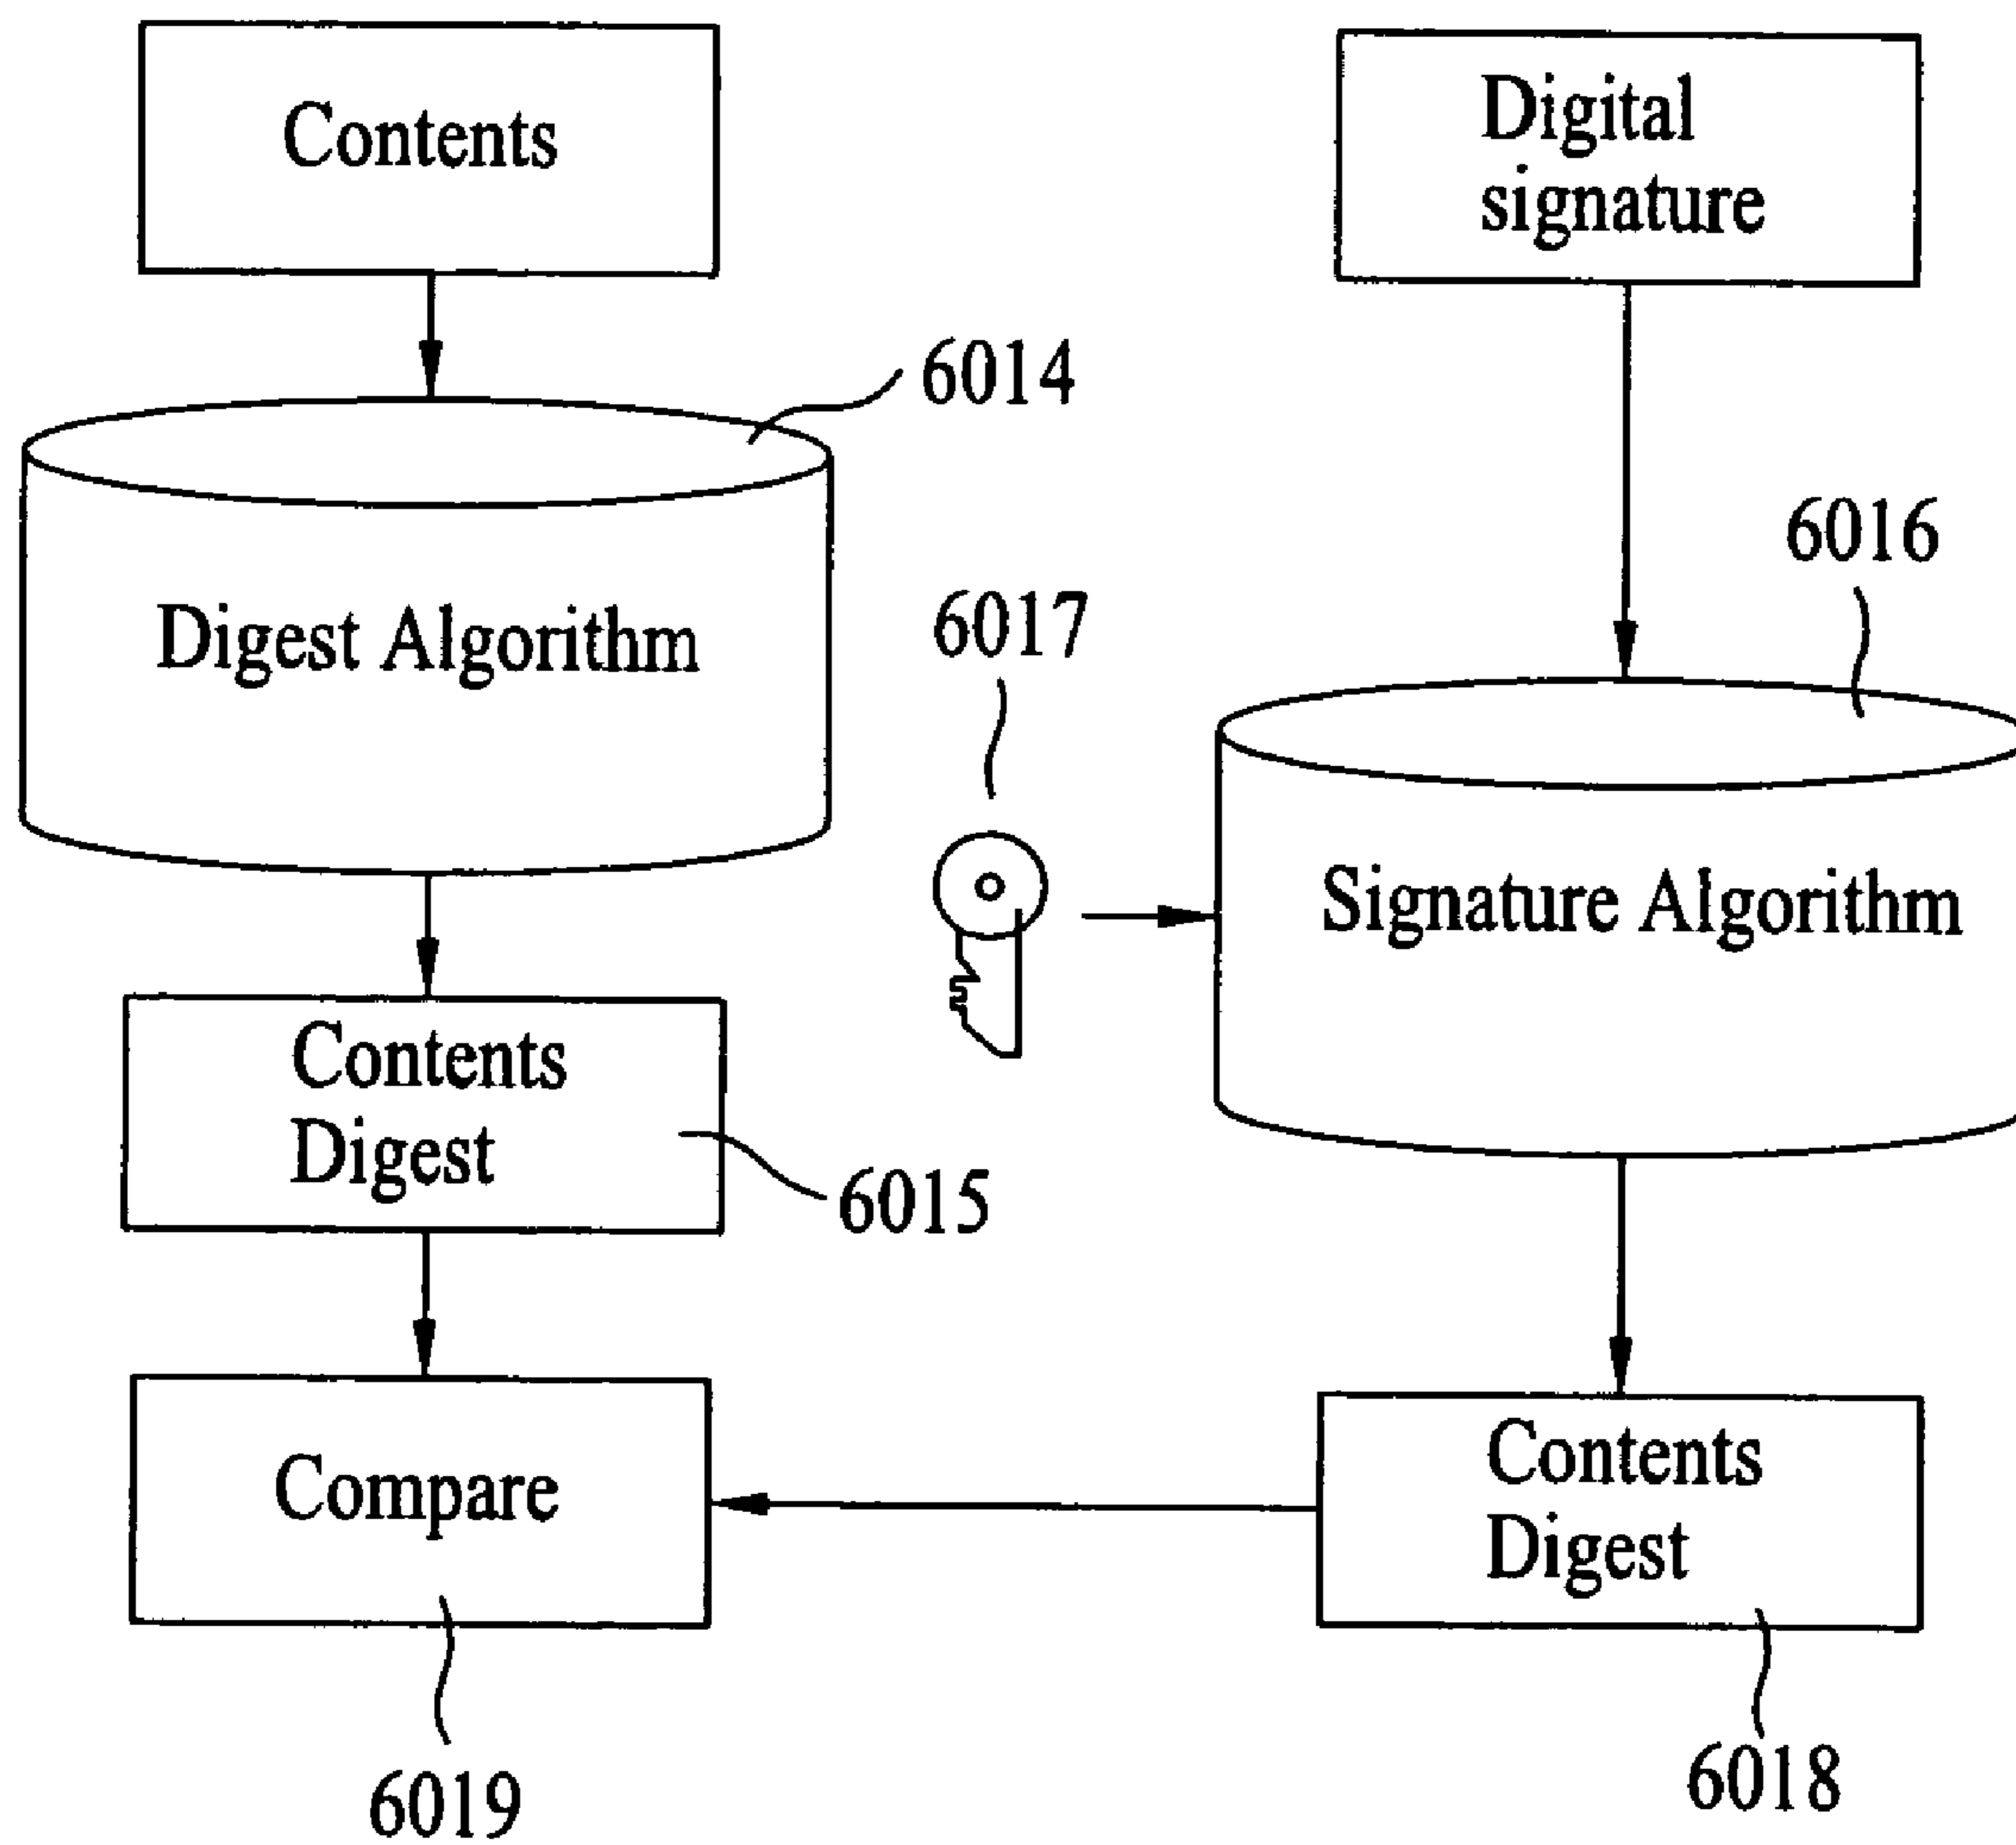 Contents
Digital
signature
6014
6016
Digest Algorithm
6017
Signature Algorithm
Contents
Digest
6015
Compare
Contents
Digest
6019
6018